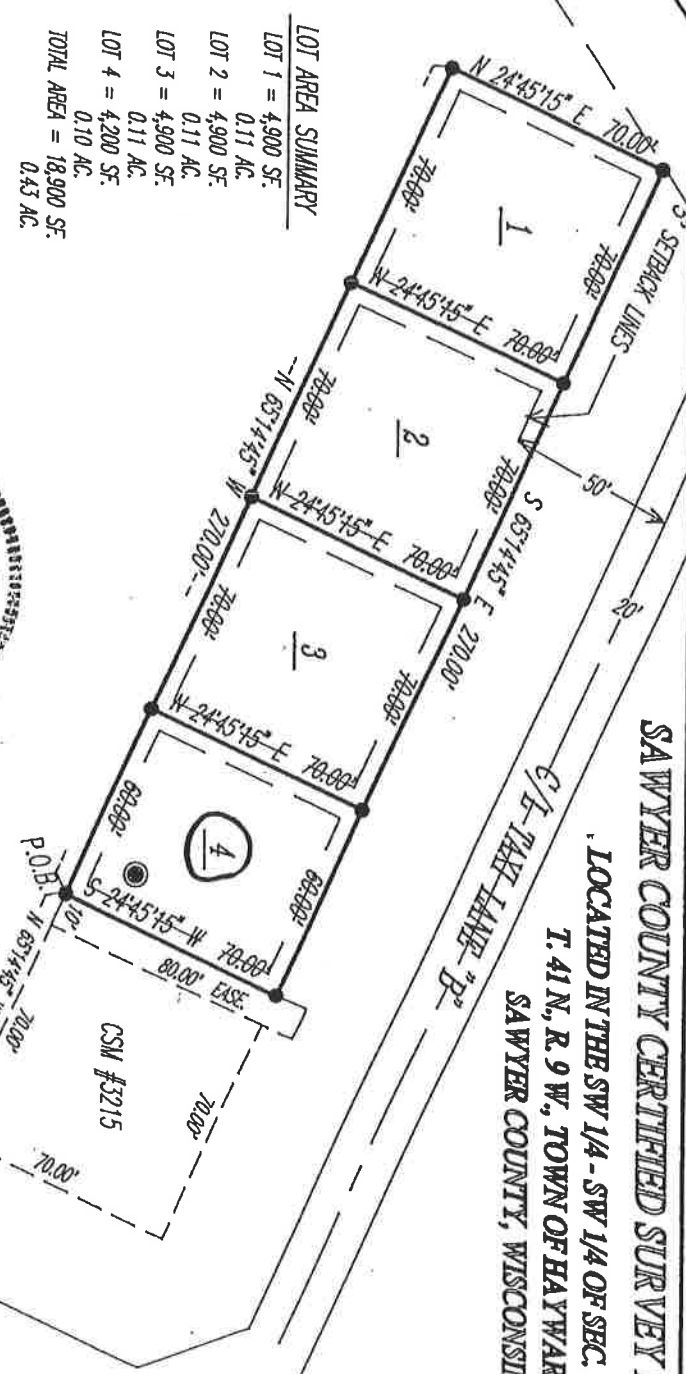 SAWYER COUNTY CERTIFIED SURVEY
LOCATED IN THE SW 1/4 - SW 1/4 OF SEC.
T. 41 N., R. 9 W., TOWN OF HAYWAR
SAWYER COUNTY, WISCONSI
C/L TAXI LANE "B"
20'
50'
5' SETBACK LINES
S 65°14'45" E 270.00'
N 24°45'15" E 70.00'
70.00'
1
70.00'
N 24°45'15" E 70.00'
70.00'
2
70.00'
N 24°45'15" E 70.00'
70.00'
3
70.00'
N 24°45'15" E 70.00'
60.00'
4
60.00'
S 24°45'15" W 70.00'
N 65°14'45" W 270.00'
P.O.B.
10'
80.00' EASE.
N 65°14'45"
70.00'
CSM #3215
70.00'
70.00'
LOT AREA SUMMARY
LOT 1 = 4,900 SF.
0.11 AC.
LOT 2 = 4,900 SF.
0.11 AC.
LOT 3 = 4,900 SF.
0.11 AC.
LOT 4 = 4,200 SF.
0.10 AC.
TOTAL AREA = 18,900 SF.
0.43 AC.